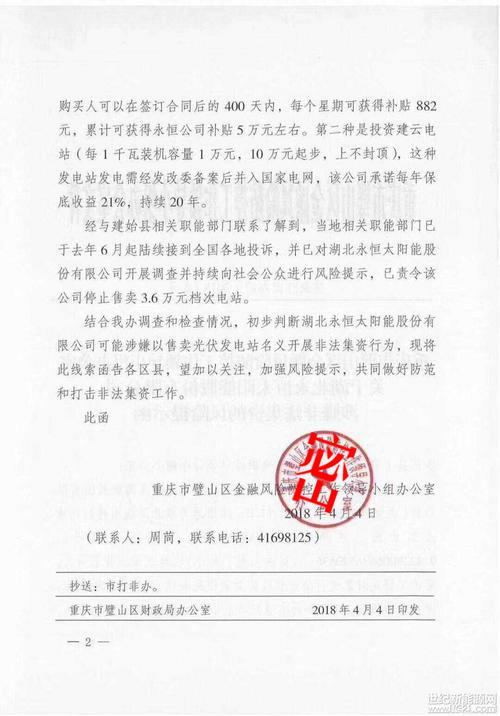 购买人可以在签订合同后的 400 天内，每个星期可获得补贴 882
元，累计可获得永恒公司补贴 5 万元左右。第二种是投资建云电
站（每 1 千瓦装机容量 1 万元，10 万元起步，上不封顶），这种
发电站发电需经发改委备案后并入国家电网，该公司承诺每年保
底收益 21%，持续 20 年。
经与建始县相关职能部门联系了解到，当地相关职能部门已
于去年 6 月起陆续接到全国各地投诉，并已对湖北永恒太阳能股
份有限公司开展调查并持续向社会公众进行风险提示，已责令该
公司停止售卖 3.6 万元档次电站。
结合我办调查和检查情况，初步判断湖北永恒太阳能股份有
限公司可能涉嫌以售卖光伏发电站名义开展非法集资行为，现将
此线索函告各区县，望加以关注，加强风险提示，共同做好防范
和打击非法集资工作。
此函
重庆市璧山区金融风险防控工作领导小组办公室
2018 年 4 月 4 日
（联系人：周茼，联系电话：41698125）
抄送：市打非办。
重庆市璧山区财政局办公室 2018 年 4 月 4 日印发
— 2 —
世纪新能源网
www.ne21.com